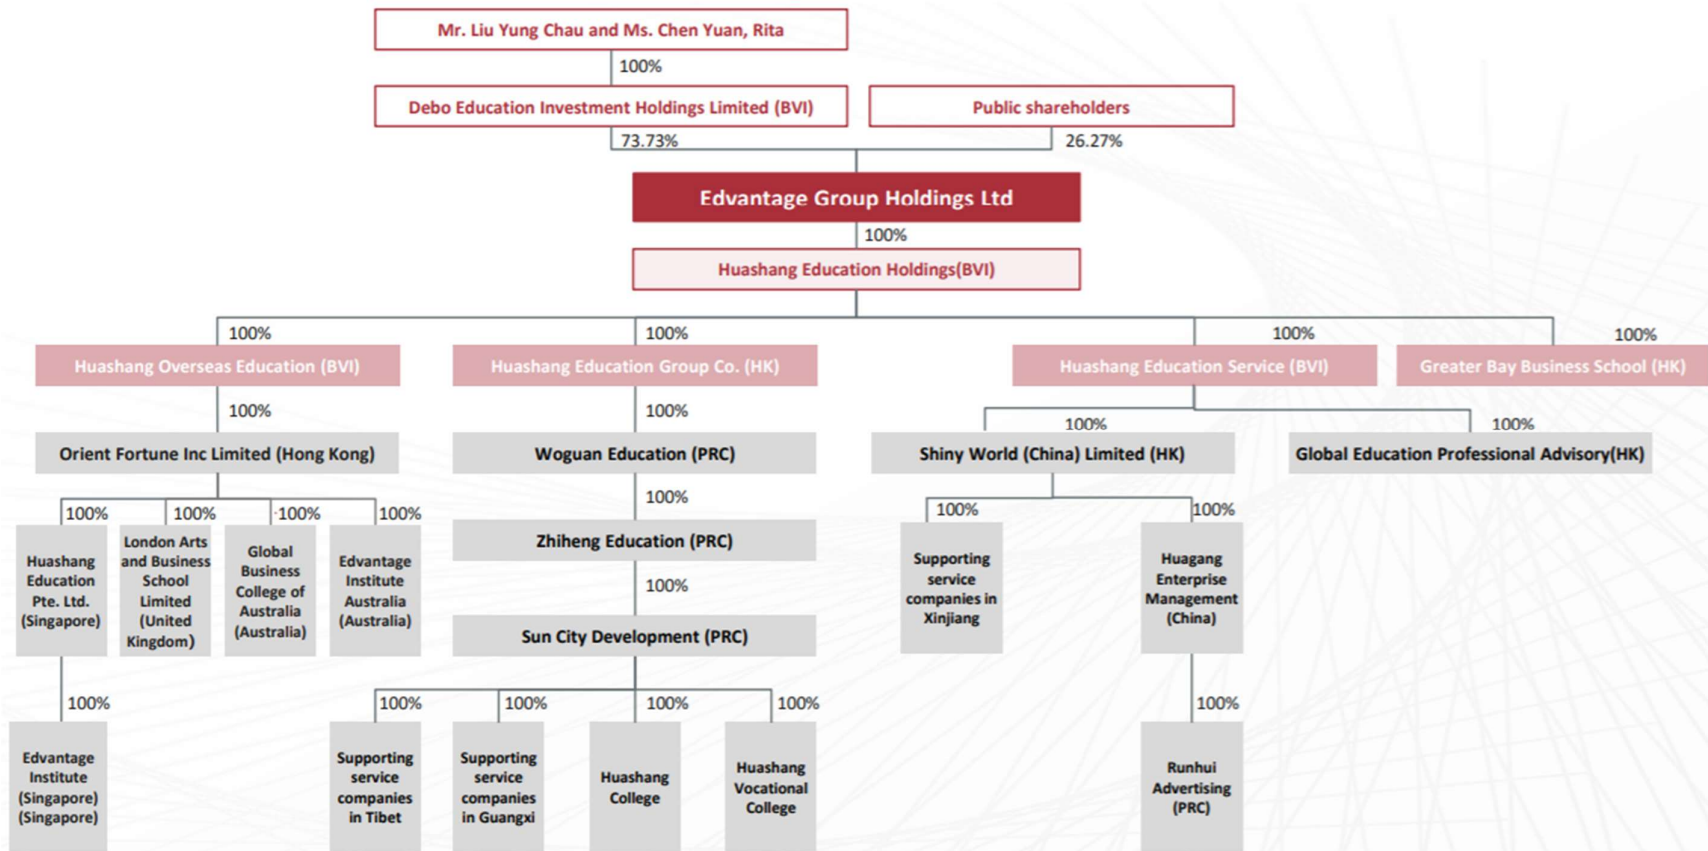 Mr. Liu Yung Chau and Ms. Chen Yuan, Rita
100%
Debo Education Investment Holdings Limited (BVI)
Public shareholders
73.73%
26.27%
Edvantage Group Holdings Ltd
100%
Huashang Education Holdings(BVI)
100%
100%
100%
100%
Huashang Overseas Education (BVI)
Huashang Education Group Co. (HK)
Huashang Education Service (BVI)
Greater Bay Business School (HK)
100%
100%
100%
100%
Orient Fortune Inc Limited (Hong Kong)
Woguan Education (PRC)
Shiny World (China) Limited (HK)
Global Education Professional Advisory(HK)
100%
100%
100%
100%
100%
100%
100%
Huashang
Education
Pte. Ltd.
(Singapore)
London Arts
and Business
School
Limited
(United
Kingdom)
Global
Business
College of
Australia
(Australia)
Edvantage
Institute
Australia
(Australia)
Zhiheng Education (PRC)
Supporting
service
companies in
Xinjiang
Huagang
Enterprise
Management
(China)
100%
Sun City Development (PRC)
100%
100%
100%
100%
100%
100%
Edvantage
Institute
(Singapore)
(Singapore)
Supporting
service
companies
in Tibet
Supporting
service
companies
in Guangxi
Huashang
College
Huashang
Vocational
College
Runhui
Advertising
(PRC)